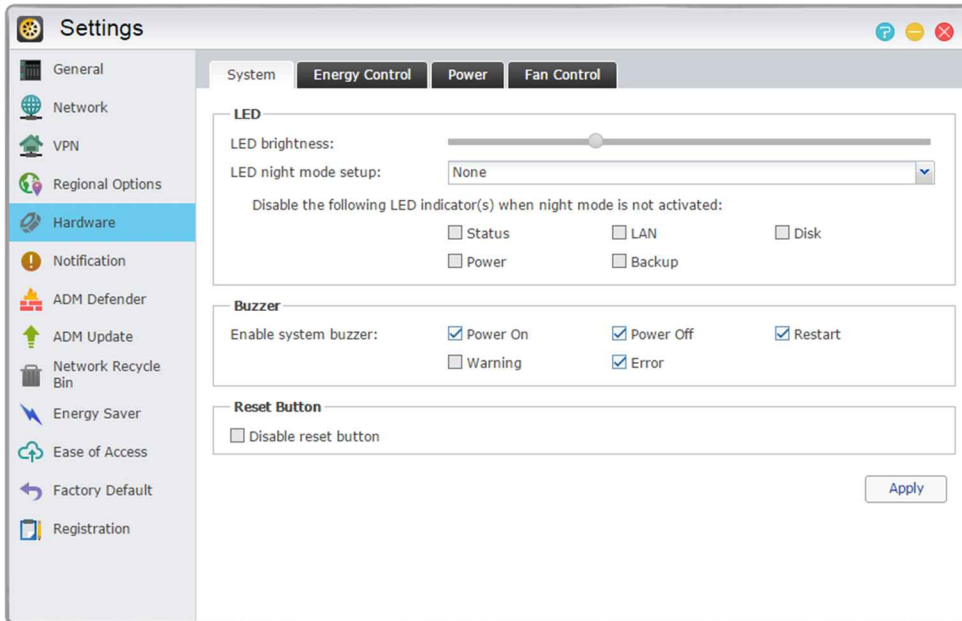 Settings
General
Network
VPN
Regional Options
Hardware
Notification
ADM Defender
ADM Update
Network Recycle
Bin
Energy Saver
Ease of Access
Factory Default
Registration
System Energy Control Power Fan Control
LED
LED brightness:
LED night mode setup: None
Disable the following LED indicator(s) when night mode is not activated:
Status LAN Disk
Power Backup
Buzzer
Enable system buzzer: Power On Power Off Restart
Warning Error
Reset Button
Disable reset button
Apply